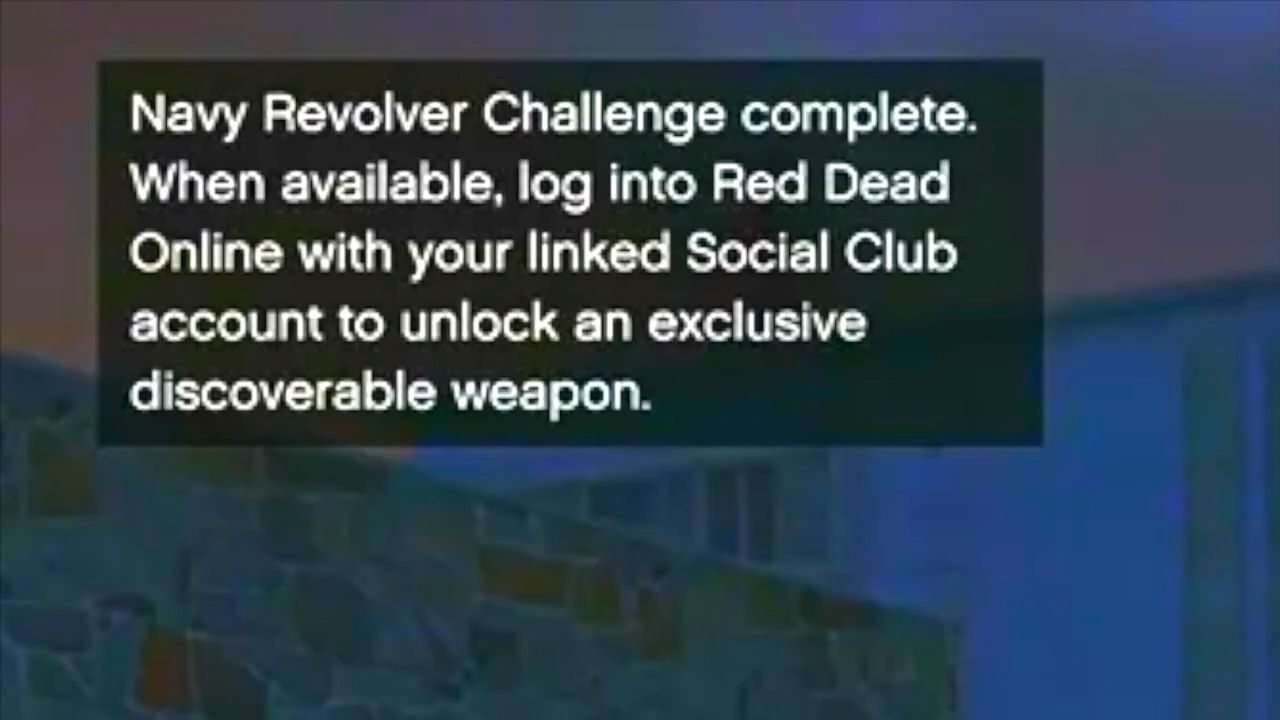 Navy Revolver Challenge complete.
When available, log into Red Dead
Online with your linked Social Club
account to unlock an exclusive
discoverable weapon.